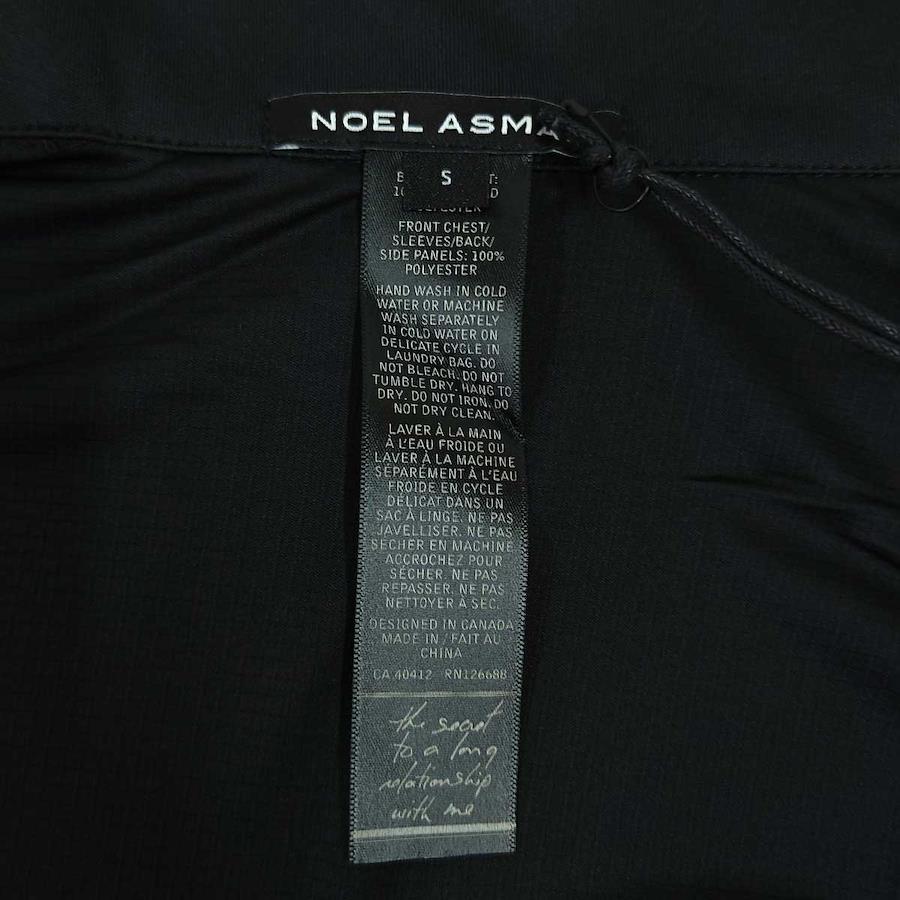 NOEL ASMA
S
POLYESTER
FRONT CHEST/
SLEEVES/BACK/
SIDE PANELS: 100%
POLYESTER
HAND WASH IN COLD
WATER OR MACHINE
WASH SEPARATELY
IN COLD WATER ON
DELICATE CYCLE IN
LAUNDRY BAG. DO
NOT BLEACH. DO NOT
TUMBLE DRY. HANG TO
DRY. DO NOT IRON. DO
NOT DRY CLEAN.
LAVER À LA MAIN
À L'EAU FROIDE OU
LAVER À LA MACHINE
SÉPARÉMENT À L'EAU
FROIDE EN CYCLE
DÉLICAT DANS UN
SAC À LINGE. NE PAS
JAVELLISER. NE PAS
SÉCHER EN MACHINE
ACCROCHEZ POUR
SÉCHER. NE PAS
REPASSER. NE PAS
NETTOYER À SEC.
DESIGNED IN CANADA
MADE IN / FAIT AU
CHINA
CA 40412 RN126688
the secret
to a long
relationship
with me